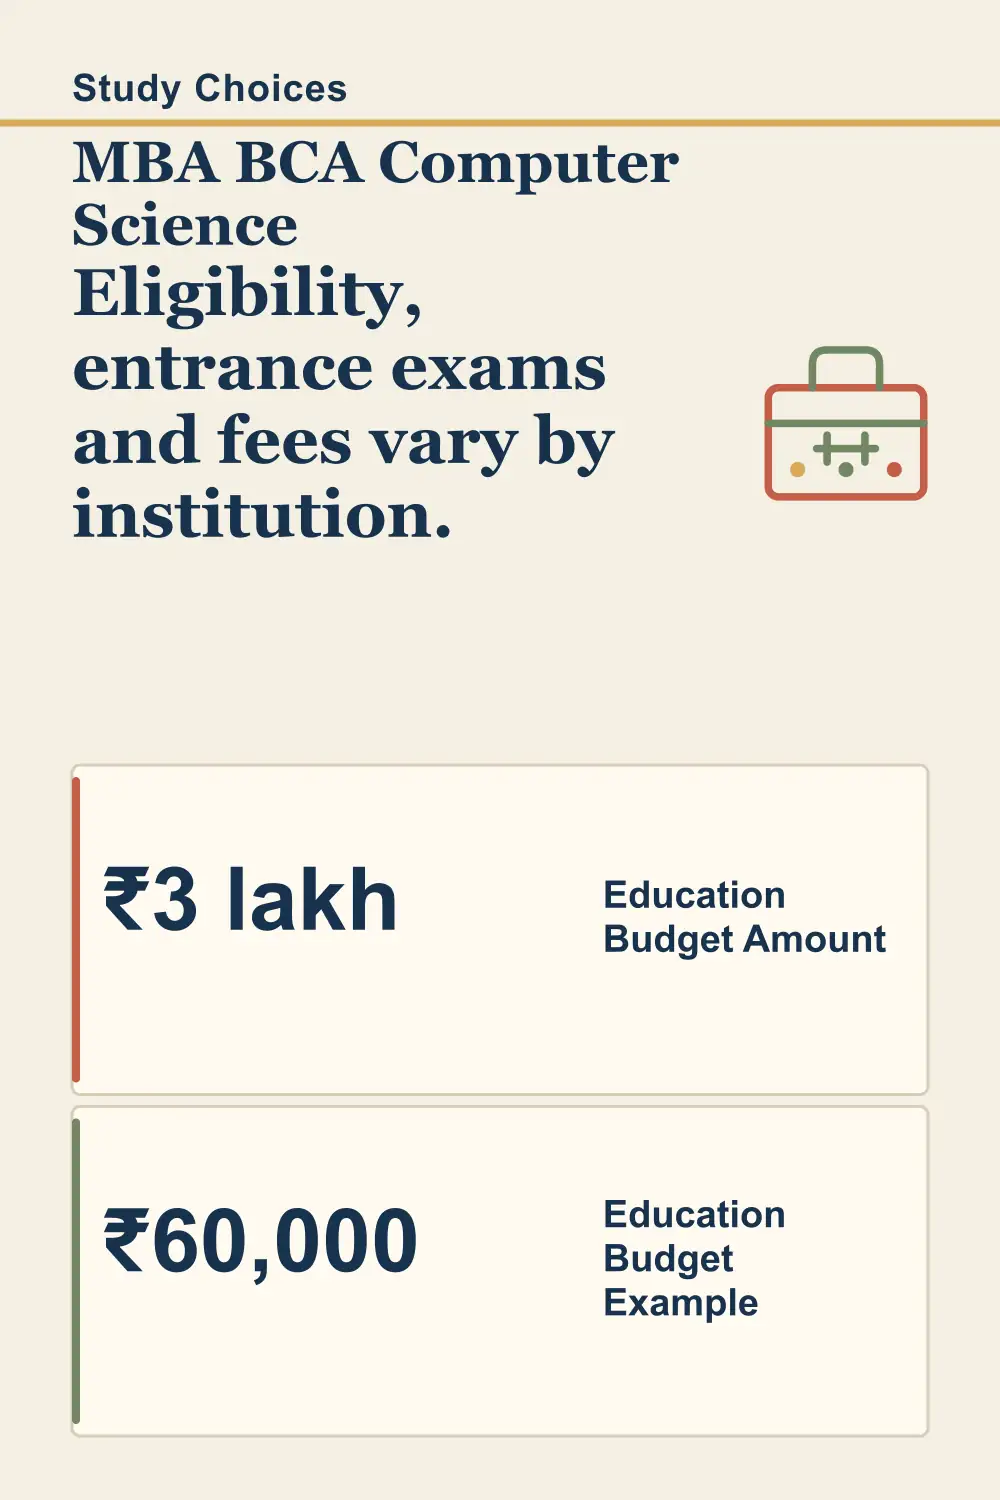 Study Choices
MBA BCA Computer
Science
Eligibility,
entrance exams
and fees vary by
institution.
₹3 lakh
Education
Budget Amount
₹60,000
Education
Budget
Example